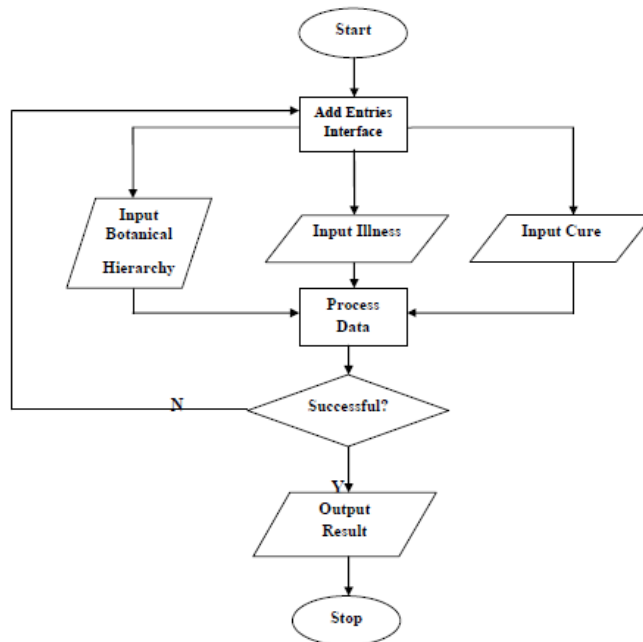 Start
Add Entries
Interface
Input
Botanical
Hierarchy
Input Illness
Input Cure
Process
Data
Successful?
N
Y
Output
Result
Stop